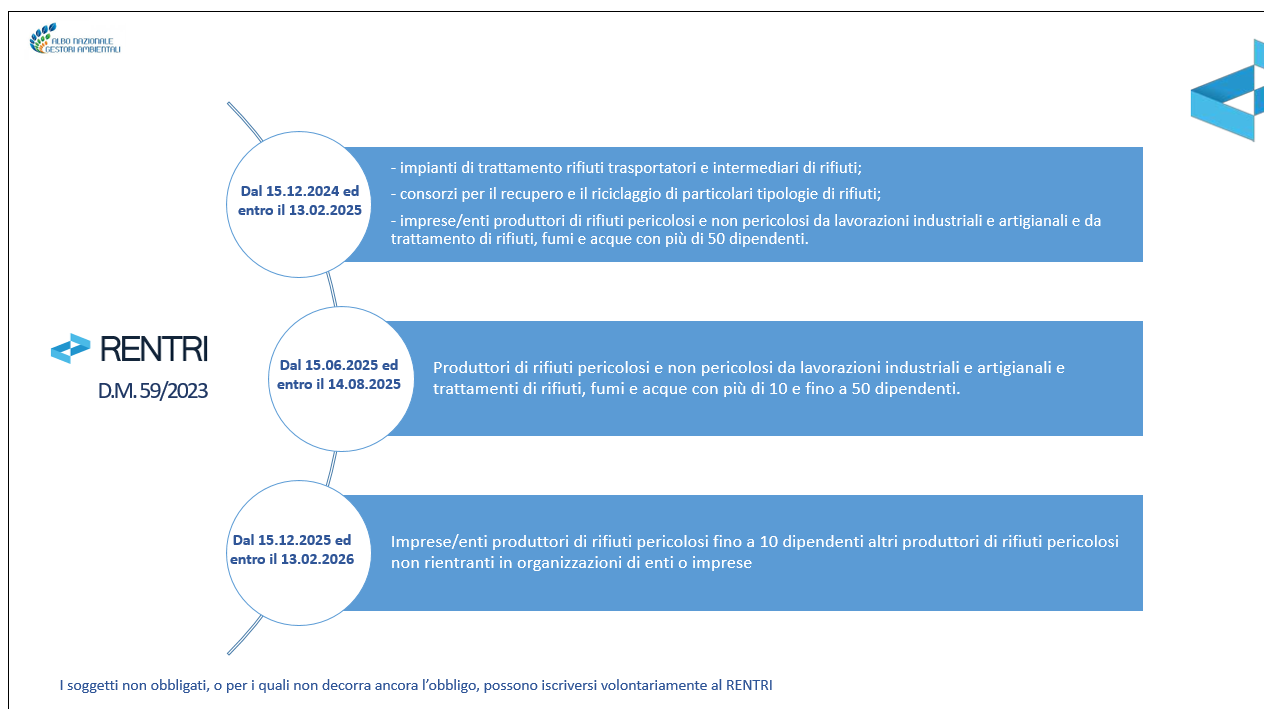 ALBO NAZIONALE
GESTORI AMBIENTALI
Dal 15.12.2024 ed
entro il 13.02.2025
- impianti di trattamento rifiuti trasportatori e intermediari di rifiuti;
- consorzi per il recupero e il riciclaggio di particolari tipologie di rifiuti;
- imprese/enti produttori di rifiuti pericolosi e non pericolosi da lavorazioni industriali e artigianali e da
trattamento di rifiuti, fumi e acque con più di 50 dipendenti.
RENTRI
D.M. 59/2023
Dal 15.06.2025 ed
entro il 14.08.2025
Produttori di rifiuti pericolosi e non pericolosi da lavorazioni industriali e artigianali e
trattamenti di rifiuti, fumi e acque con più di 10 e fino a 50 dipendenti.
Dal 15.12.2025 ed
entro il 13.02.2026
Imprese/enti produttori di rifiuti pericolosi fino a 10 dipendenti altri produttori di rifiuti pericolosi
non rientranti in organizzazioni di enti o imprese
I soggetti non obbligati, o per i quali non decorra ancora l'obbligo, possono iscriversi volontariamente al RENTRI